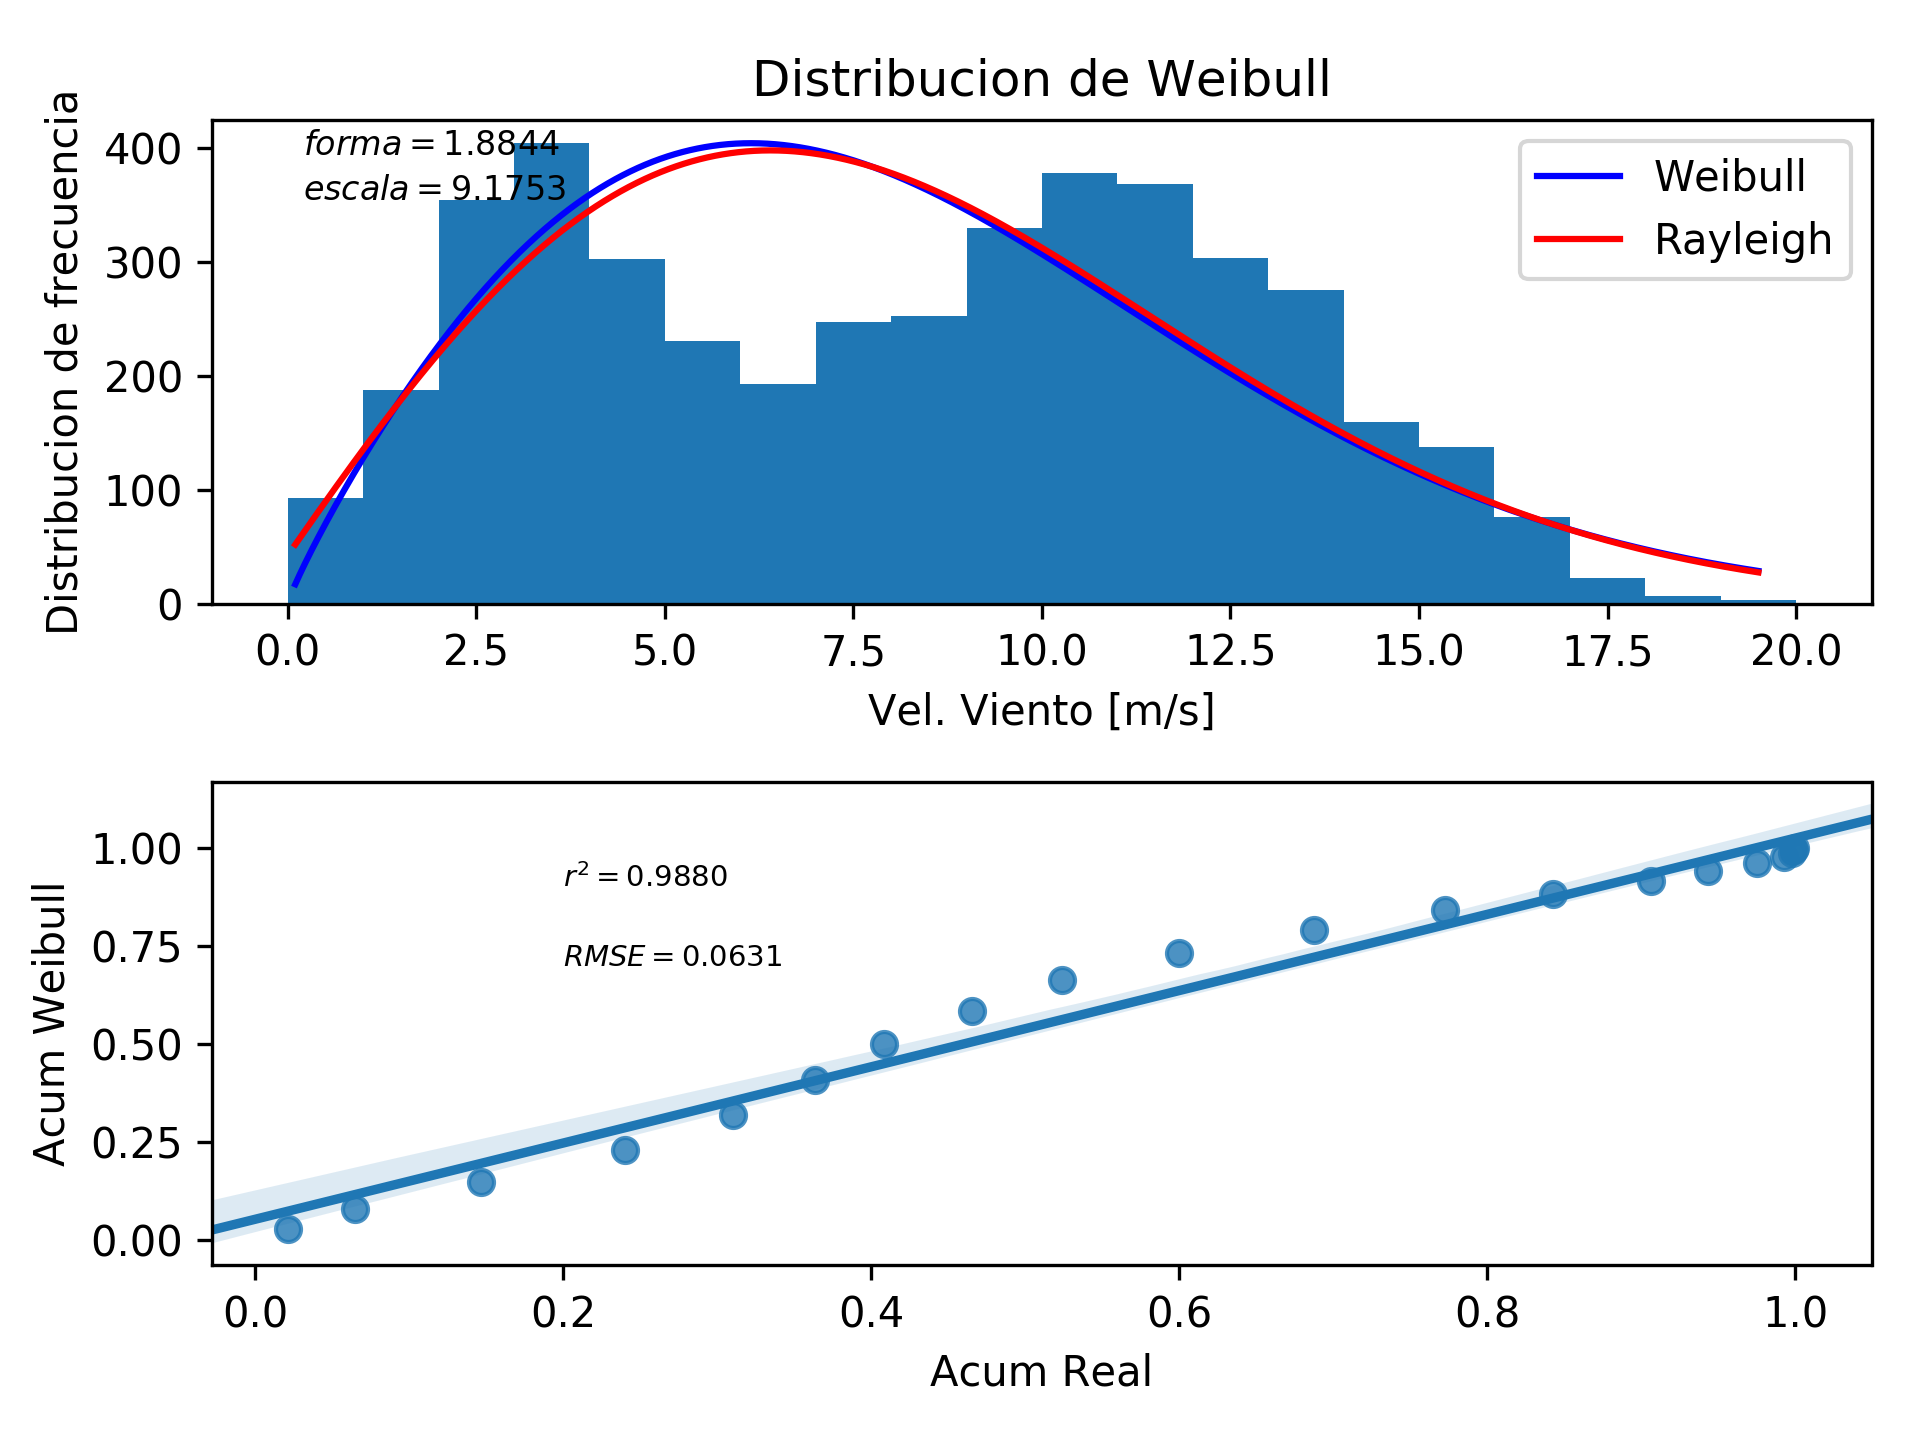 Distribucion de Weibull
Distribucion de frecuencia
400
300
200
100
0
forma = 1.8844
escala = 9.1753
Weibull
Rayleigh
0.0 2.5 5.0 7.5 10.0 12.5 15.0 17.5 20.0
Vel. Viento [m/s]
Acum Weibull
1.00
0.75
0.50
0.25
0.00
r² = 0.9880
RMSE = 0.0631
0.0 0.2 0.4 0.6 0.8 1.0
Acum Real